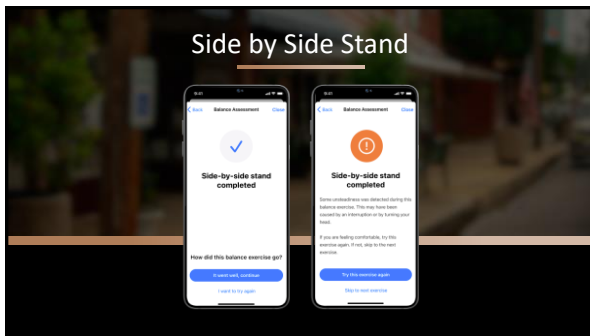 Side by Side Stand
9:41
Back Balance Assessment Close
Side-by-side stand
completed
How did this balance exercise go?
It went well, continue
I want to try again
9:41
Back Balance Assessment Close
Side-by-side stand
completed
Some unsteadiness was detected during this
balance exercise. This may have been
caused by an interruption or by turning your
head.
If you are feeling comfortable, try this
exercise again. If not, skip to the next
exercise.
Try this exercise again
Skip to next exercise